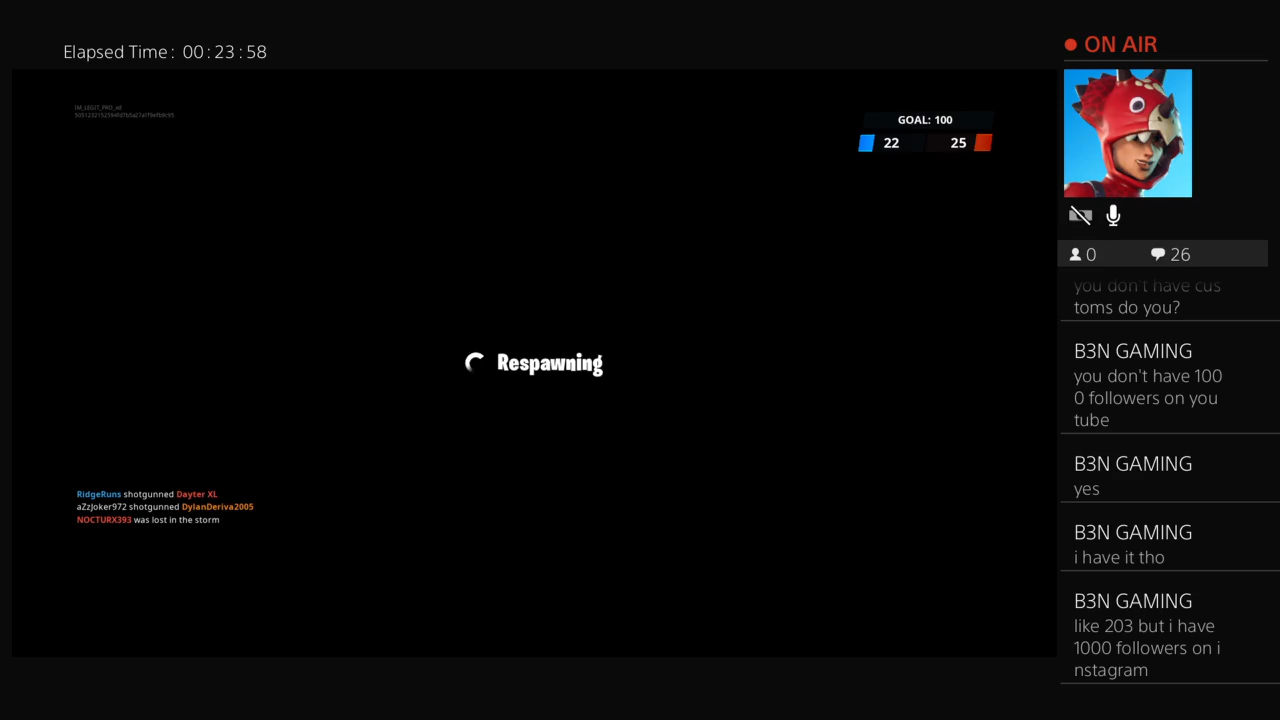 Elapsed Time: 00:23:58
ON AIR
IM_LEGIT_PRO_xd
GOAL: 100
22 25
0 26
you don't have cus
toms do you?
B3N GAMING
you don't have 100
0 followers on you
tube
B3N GAMING
yes
B3N GAMING
i have it tho
B3N GAMING
like 203 but i have
1000 followers on i
nstagram
Respawning
RidgeRuns shotgunned Dayter XL
aZzJoker972 shotgunned DylanDeriva2005
NOCTURX393 was lost in the storm